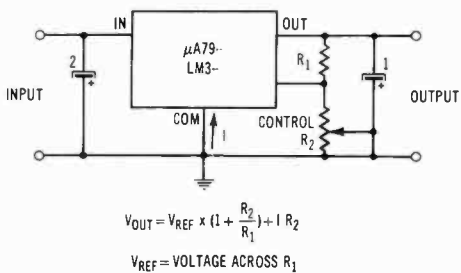 IN
OUT
µA79--
LM3-
R1
2
+
1
+
INPUT
COM
I
CONTROL
R2
OUTPUT
VOUT = VREF x (1 + R2/R1) + I R2
VREF = VOLTAGE ACROSS R1